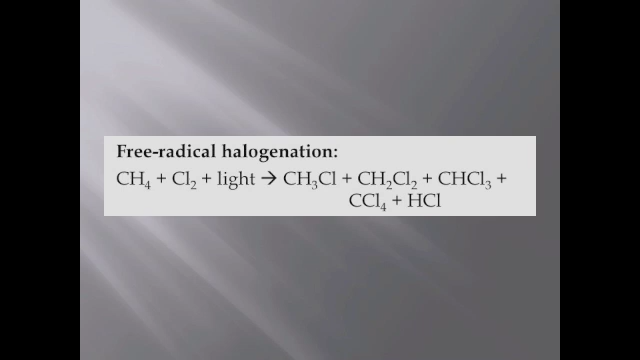 Free-radical halogenation:
CH₄ + Cl₂ + light → CH₃Cl + CH₂Cl₂ + CHCl₃ +
CCl₄ + HCl